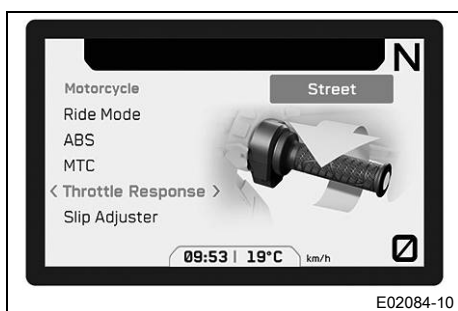 N
Motorcycle Street
Ride Mode
ABS
MTC
< Throttle Response >
Slip Adjuster
09:53 | 19°C km/h
0
E02084-10